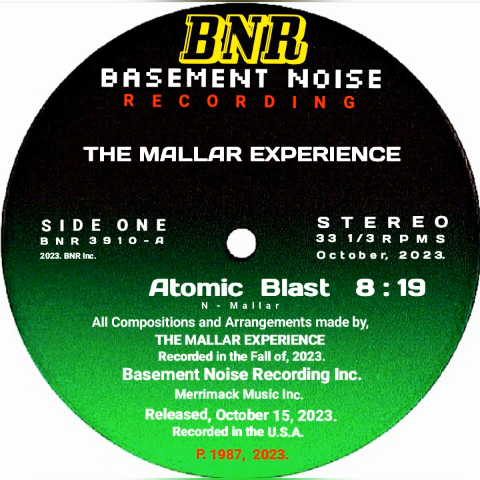 BNR
BASEMENT NOISE
RECORDING
THE MALLAR EXPERIENCE
SIDE ONE
BNR3910-A
2023. BNR Inc.
STEREO
33 1/3 RPMS
October, 2023.
Atomic Blast 8 : 19
N - Mallar
All Compositions and Arrangements made by,
THE MALLAR EXPERIENCE
Recorded in the Fall of, 2023.
Basement Noise Recording Inc.
Merrimack Music Inc.
Released, October 15, 2023.
Recorded in the U.S.A.
P. 1987, 2023.